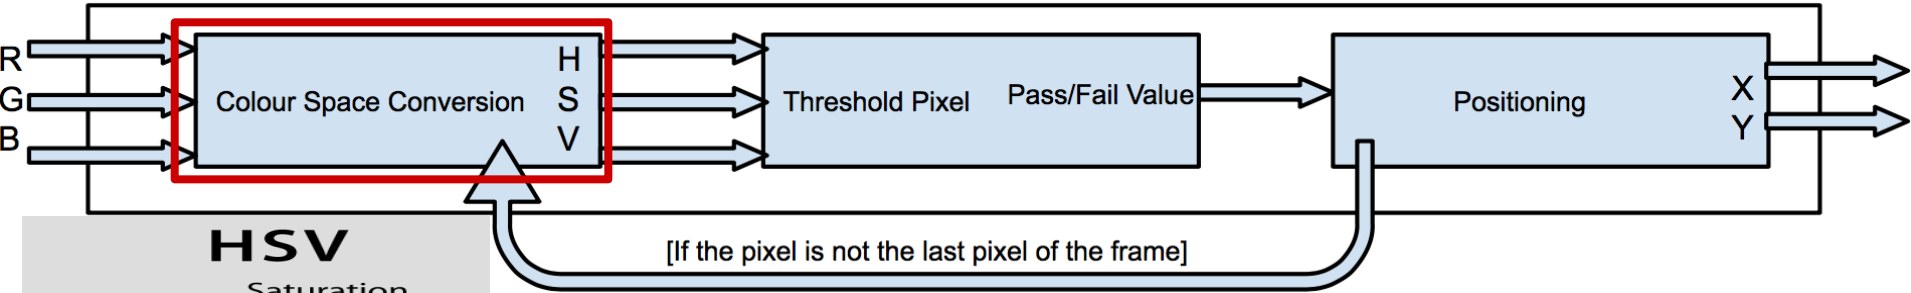 R
G
B
Colour Space Conversion
H
S
V
Threshold Pixel
Pass/Fail Value
Positioning
X
Y
[If the pixel is not the last pixel of the frame]
HSV
Saturation